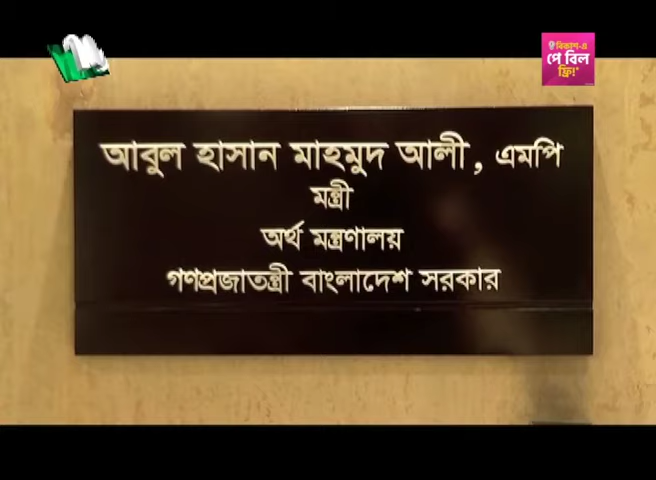 বিকাশ-এ
পে বিল
ফ্রি!*
আবুল হাসান মাহমুদ আলী, এমপি
মন্ত্রী
অর্থ মন্ত্রণালয়
গণপ্রজাতন্ত্রী বাংলাদেশ সরকার